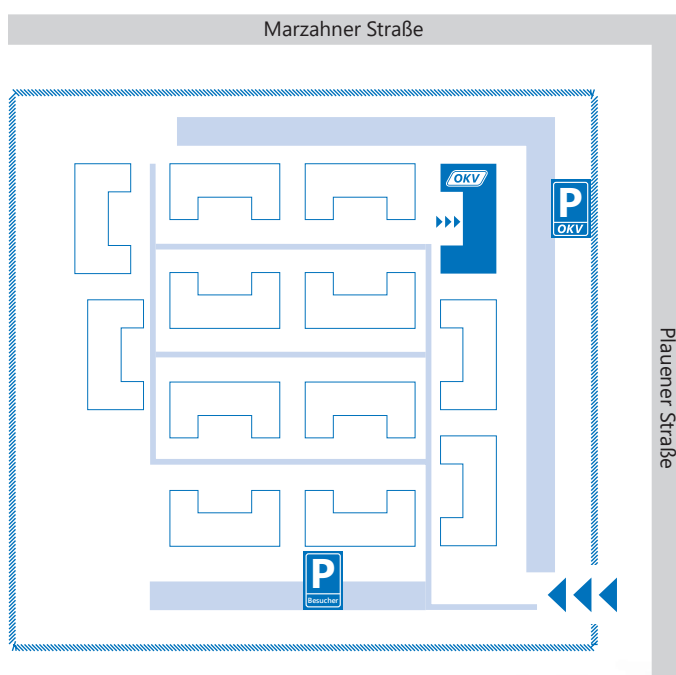 Marzahner Straße
OKV
P
OKV
Plauener Straße
P
Besucher